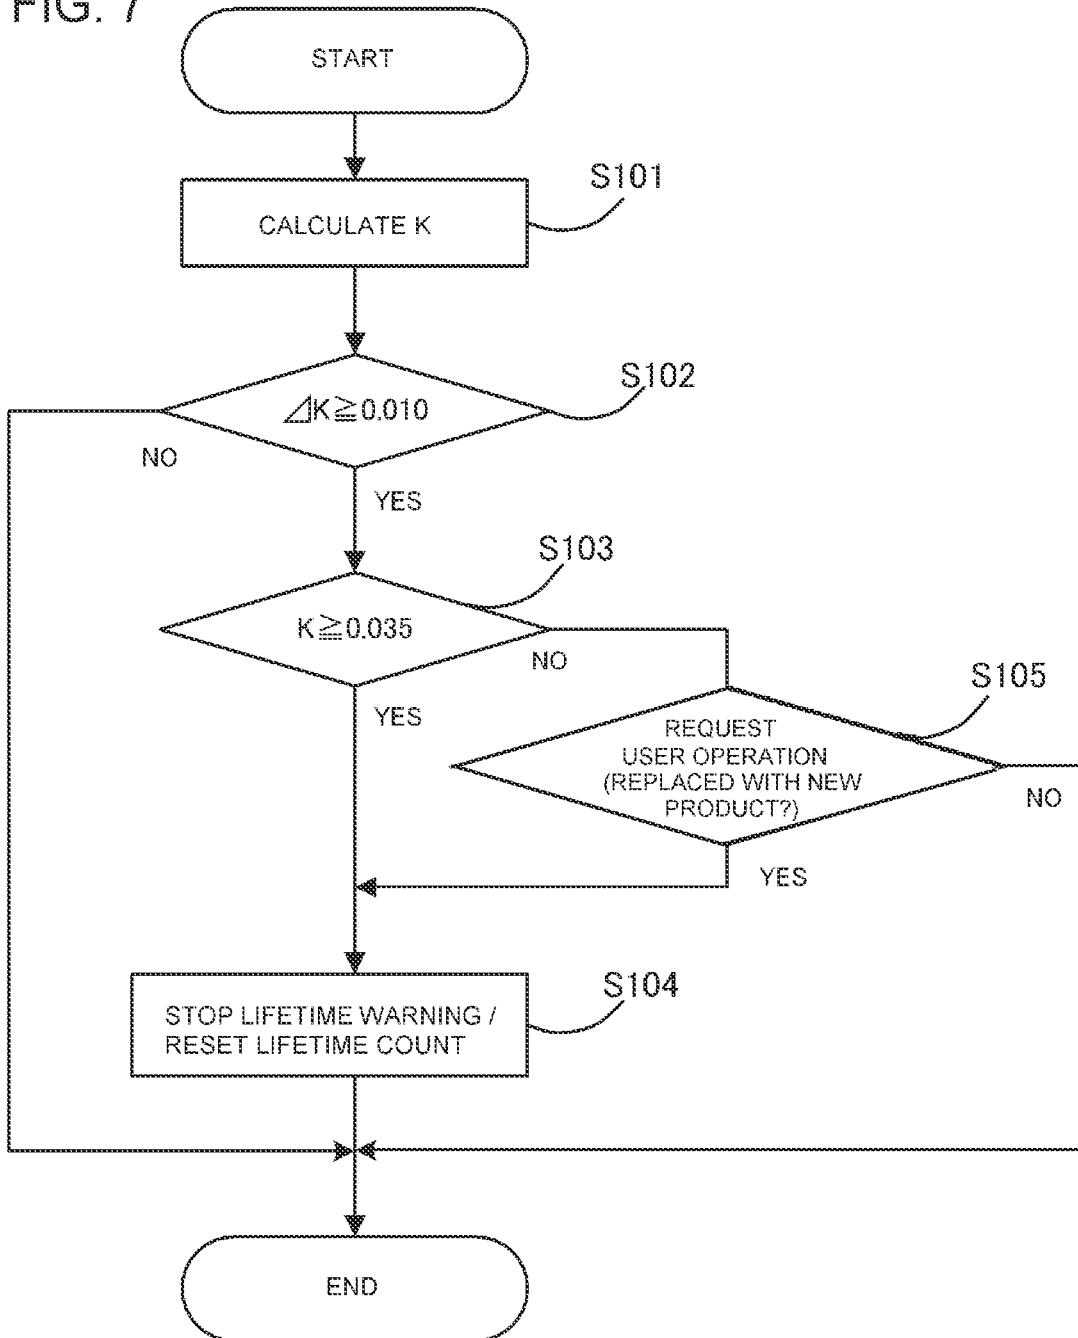 FIG. 7
START
S101
CALCULATE K
S102
⊿K≧0.010
NO
YES
S103
K≧0.035
NO
YES
S105
REQUEST
USER OPERATION
(REPLACED WITH NEW
PRODUCT?)
NO
YES
S104
STOP LIFETIME WARNING /
RESET LIFETIME COUNT
END